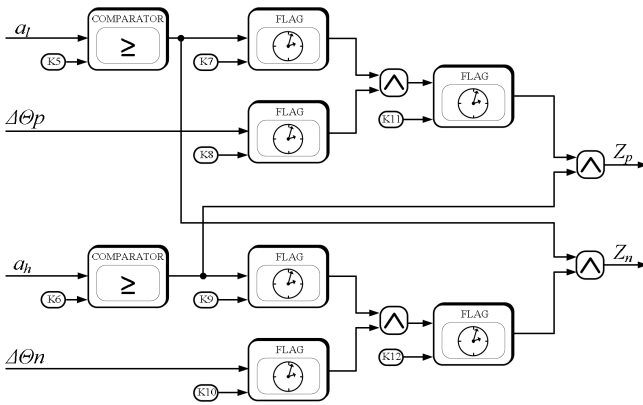 a_l
COMPARATOR
≥
K5
FLAG
K7
ΔΘp
FLAG
K8
∧
FLAG
K11
∧
Z_p
a_h
COMPARATOR
≥
K6
FLAG
K9
ΔΘn
FLAG
K10
∧
FLAG
K12
∧
Z_n